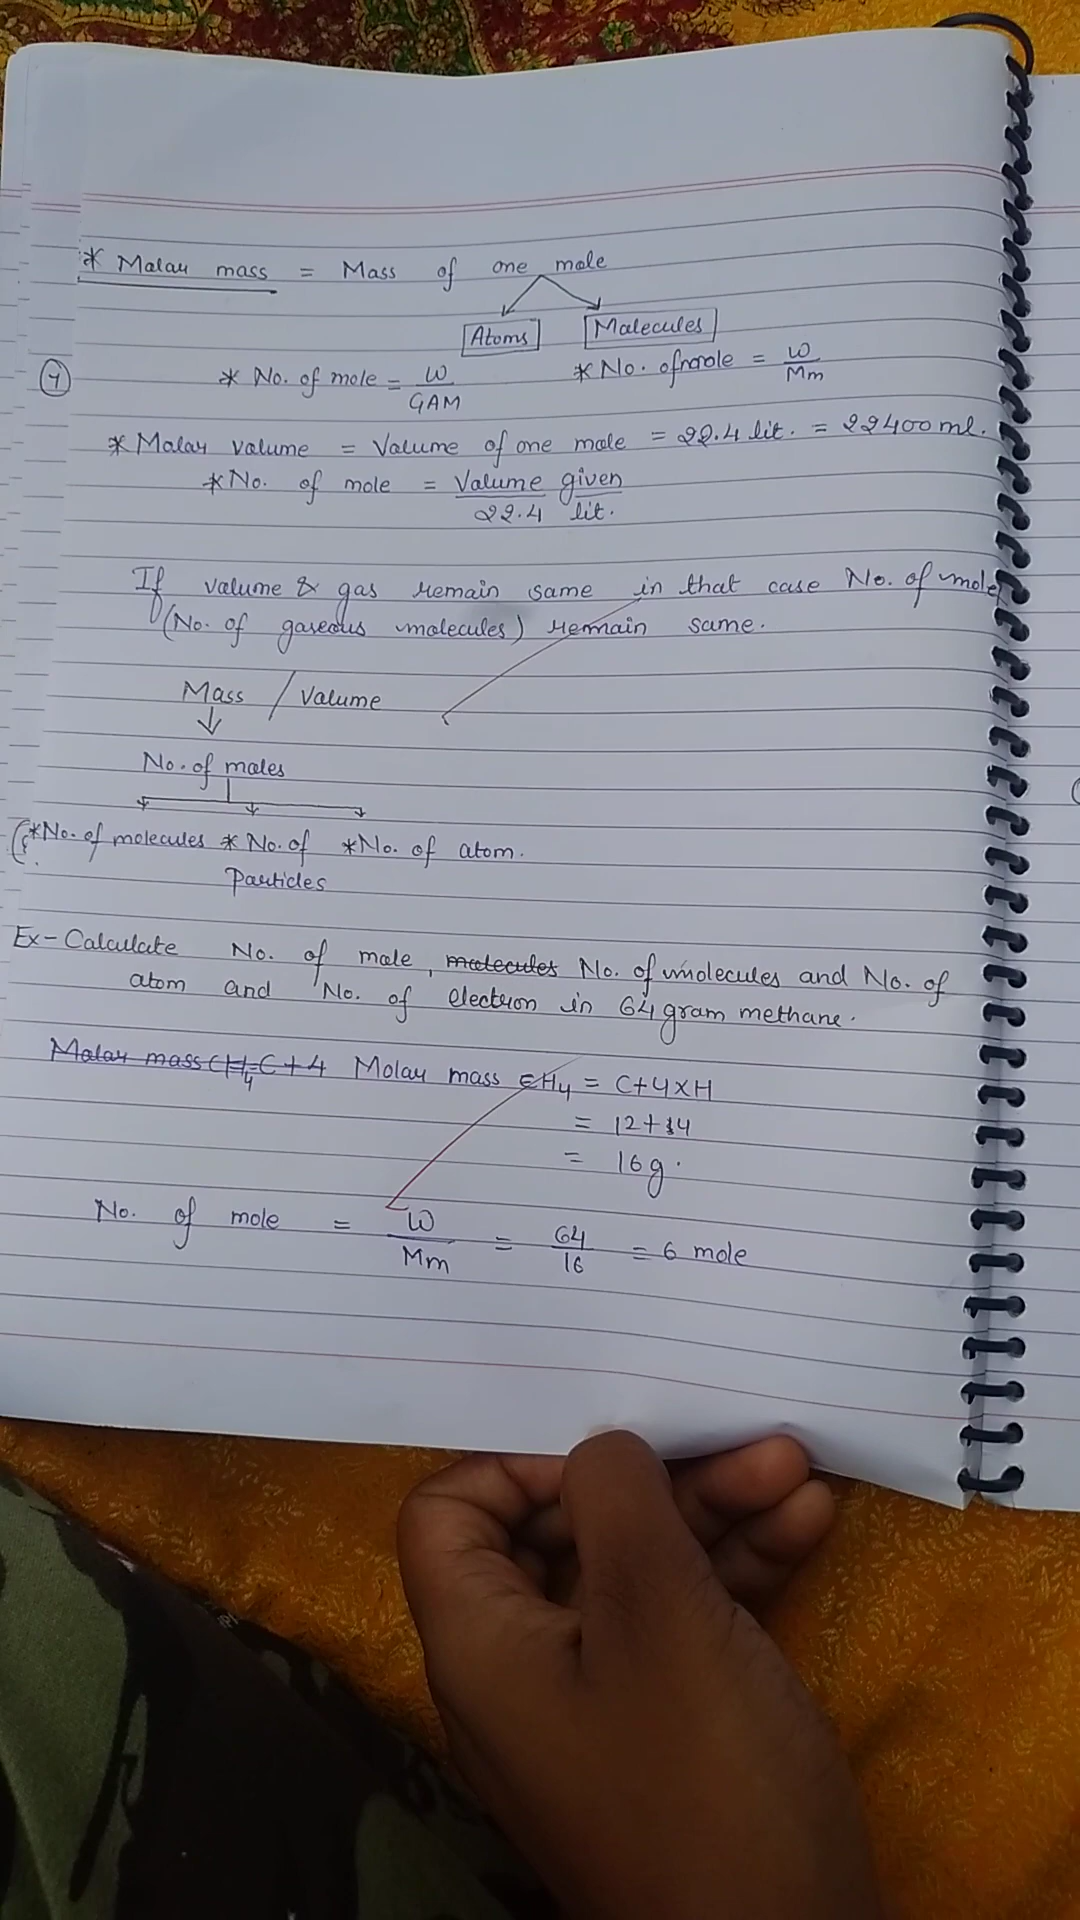 * Molar mass = Mass of one mole
Atoms Molecules
7
* No. of mole = W/GAM * No. of mole = W/Mm
* Molar volume = Volume of one mole = 22.4 lit. = 22400 ml.
* No. of mole = Volume given / 22.4 lit.
If volume & gas remain same in that case No. of mole
(No. of gaseous molecules) remain same.
Mass / Volume
No. of moles
*No. of molecules * No. of *No. of atom.
Particles
Ex- Calculate No. of mole, molecules No. of molecules and No. of
atom and No. of electron in 64 gram methane.
Molar mass CH4=C+4 Molar mass CH4 = C+4×H
= 12+4
= 16g.
No. of mole = W/Mm = 64/16 = 6 mole